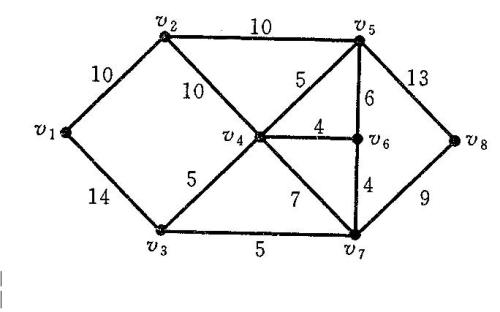 v₂ 10 v₅
10 10 5 13
6
v₁ v₄ 4 v₆ v₈
14 5 7 4 9
v₃ 5 v₇